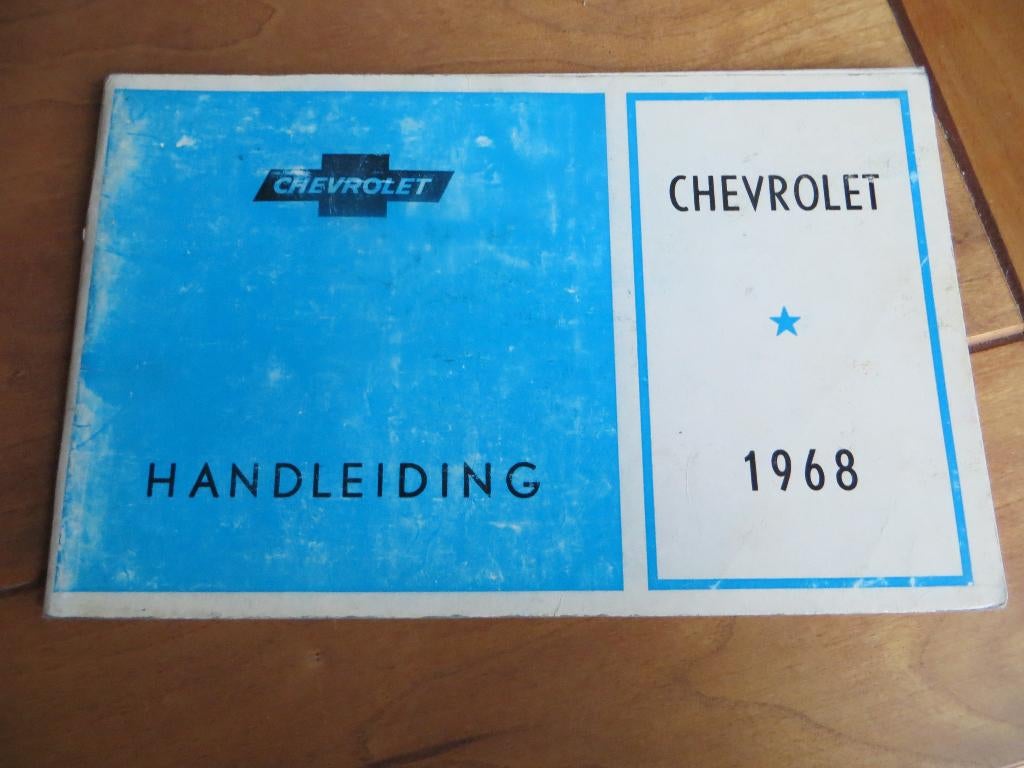 CHEVROLET
HANDLEIDING
CHEVROLET
1968